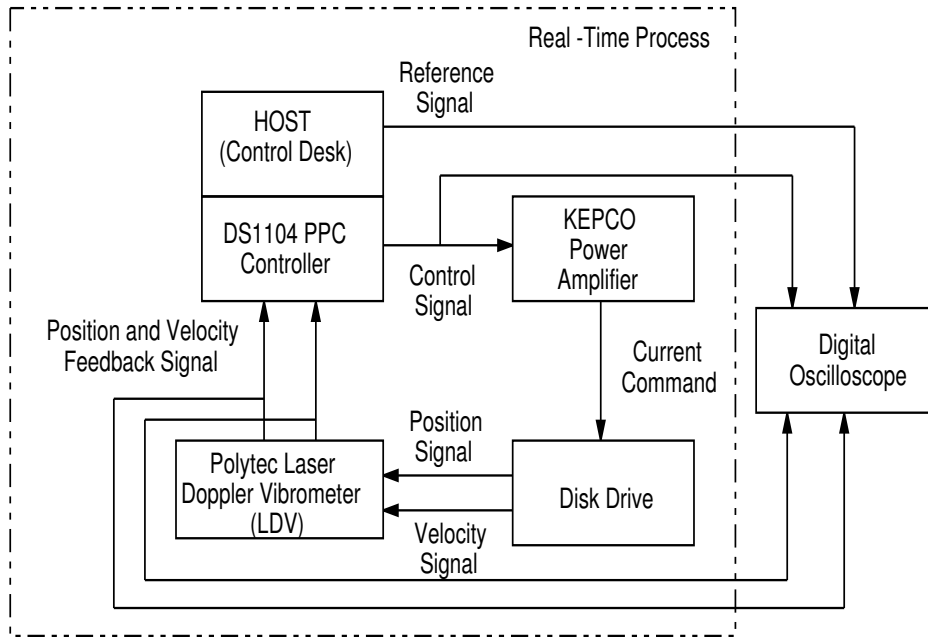 Real -Time Process
Reference
Signal
HOST
(Control Desk)
DS1104 PPC
Controller
KEPCO
Power
Amplifier
Control
Signal
Position and Velocity
Feedback Signal
Current
Command
Digital
Oscilloscope
Position
Signal
Polytec Laser
Doppler Vibrometer
(LDV)
Disk Drive
Velocity
Signal